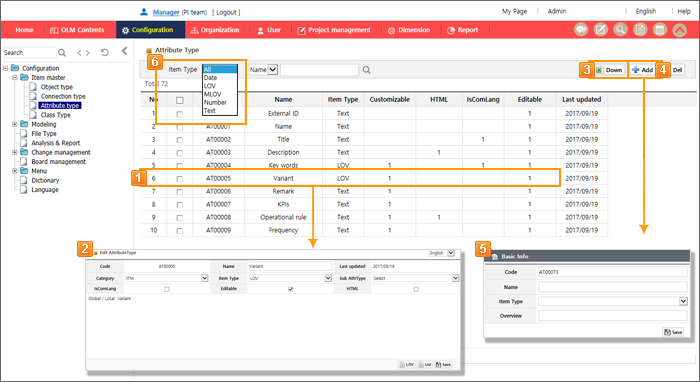 Manager (PI team) [ Logout ] My Page Admin English Help
Home OLM Contents Configuration Organization User Project management Dimension Report
Search
Configuration
Item master
Object type
Connection type
Attribute type
Class Type
Modeling
File Type
Analysis & Report
Change management
Board management
Menu
Dictionary
Language
Attribute Type
6 Item Type All Name 3 Down Add 4 Del
Date
LOV
MLOV
Number
Text
Total 72
No Name Item Type Customizable HTML IsComLang Editable Last updated
1 External ID Text 1 2017/09/19
2 AT00001 Name Text 1 2017/09/19
3 AT00002 Title Text 1 1 2017/09/19
4 AT00003 Description Text 1 1 2017/09/19
5 AT00004 Key words LOV 1 1 1 2017/09/19
1 6 AT00005 Variant LOV 1 1 2017/09/19
7 AT00006 Remark Text 1 1 2017/09/19
8 AT00007 KPIs Text 1 1 2017/09/19
9 AT00008 Operational rule Text 1 1 1 2017/09/19
10 AT00009 Frequency Text 1 1 2017/09/19
2 Edit AttributeType English
Code AT00005 Name Variant Last updated 2017/09/19
Category ITM Item Type LOV Sub AttrType Select
IsComLang Editable HTML
Global / Local Variant
LOV List Save
5 Basic Info
Code AT00073
Name
Item Type
Overview
Save